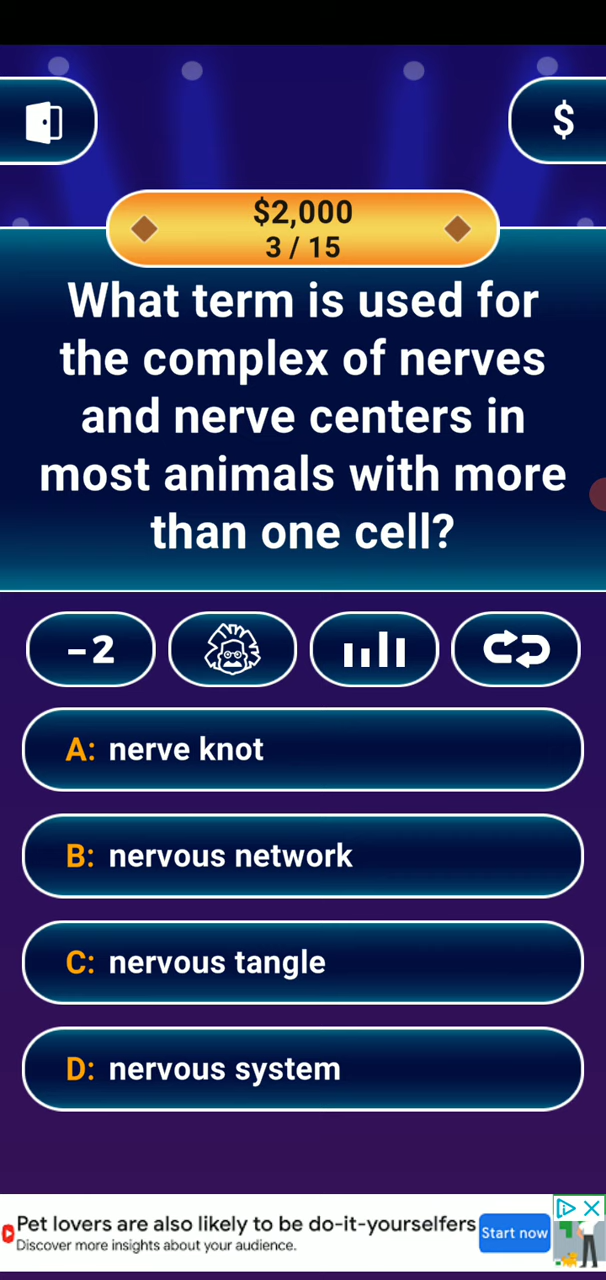 $
$2,000
3 / 15
What term is used for
the complex of nerves
and nerve centers in
most animals with more
than one cell?
-2
A: nerve knot
B: nervous network
C: nervous tangle
D: nervous system
Pet lovers are also likely to be do-it-yourselfers
Discover more insights about your audience.
Start now